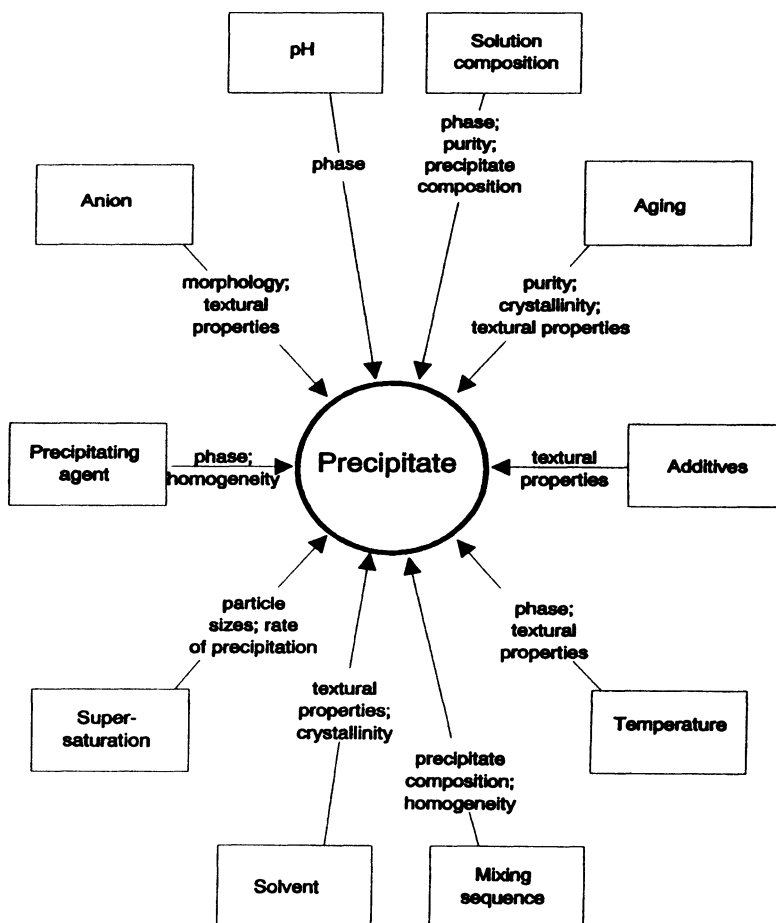 pH
Solution
composition
phase
phase;
purity;
precipitate
composition
Anion
Aging
morphology;
textural
properties
purity;
crystallinity;
textural properties
Precipitating
agent
phase;
homogeneity
Precipitate
textural
properties
Additives
particle
sizes; rate
of precipitation
phase;
textural
properties
Super-
saturation
textural
properties;
crystallinity
Temperature
precipitate
composition;
homogeneity
Solvent
Mixing
sequence